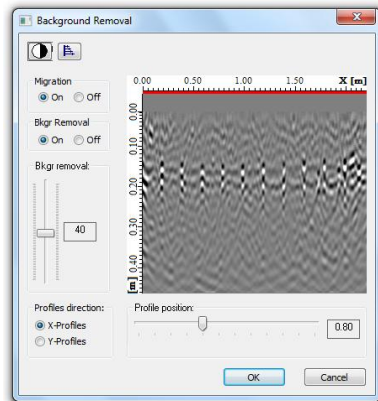 Background Removal
Migration
On Off
Bkgr Removal
On Off
Bkgr removal:
40
0.00 0.50 1.00 1.50 X [m]
0.00
0.10
0.20
0.30
0.40
[m]
Profiles direction:
X-Profiles
Y-Profiles
Profile position:
0.80
OK Cancel